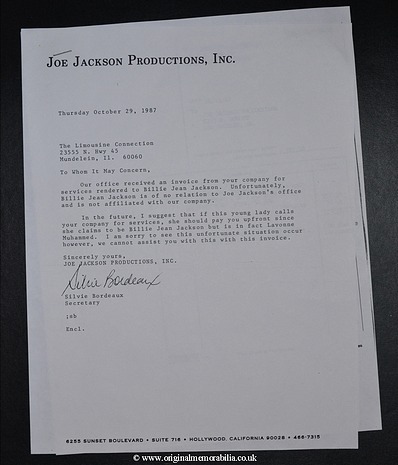 JOE JACKSON PRODUCTIONS, INC.
Thursday October 29, 1987
The Limousine Connection
23555 N. Hwy 45
Mundelein, Il. 60060
To Whom It May Concern,
Our office received an invoice from your company for
services rendered to Billie Jean Jackson. Unfortunately,
Billie Jean Jackson is of no relation to Joe Jackson's office
and is not affiliated with our company.
In the future, I suggest that if this young lady calls
your company for services, she should pay you upfront since
she claims to be Billie Jean Jackson but is in fact Lavonne
Muhammed. I am sorry to see this unfortunate situation occur
however, we cannot assist you with this with this invoice.
Sincerely yours,
JOE JACKSON PRODUCTIONS, INC.
Silvie Bordeaux
Silvie Bordeaux
Secretary
:sb
Encl.
6255 SUNSET BOULEVARD • SUITE 716 • HOLLYWOOD, CALIFORNIA 90028 • 466-7315
© www.originalmemorabilia.co.uk